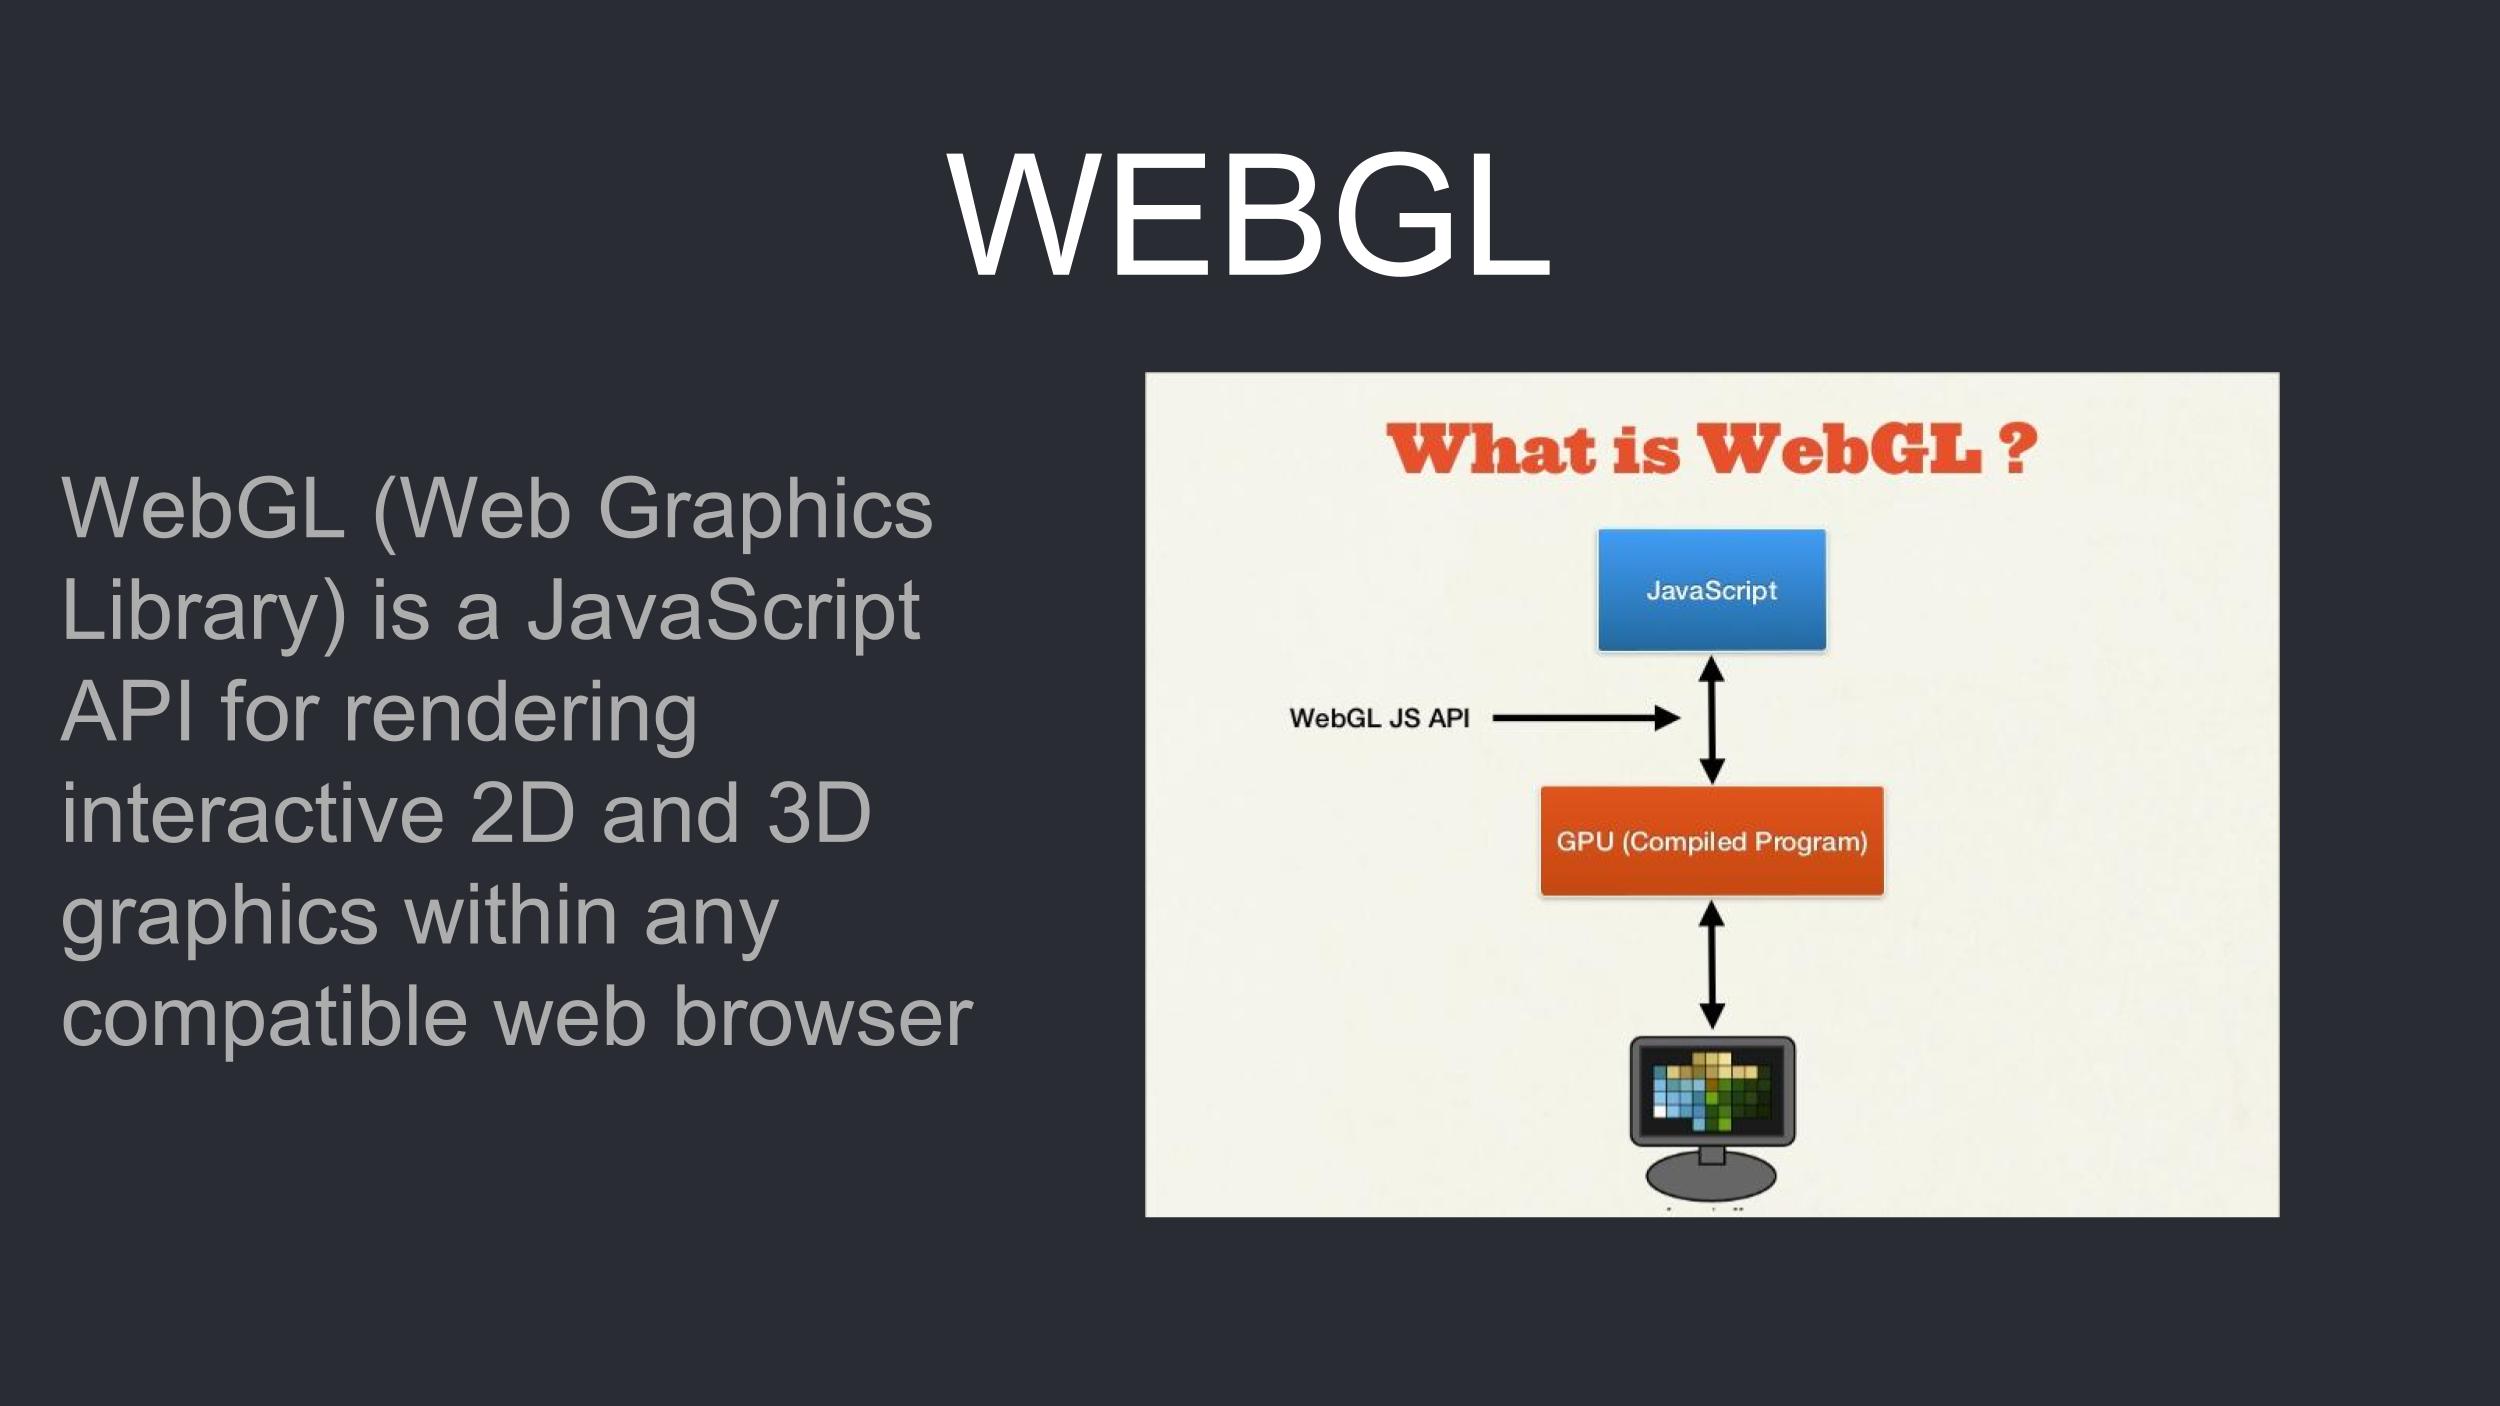 WEBGL
WebGL (Web Graphics
Library) is a JavaScript
API for rendering
interactive 2D and 3D
graphics within any
compatible web browser
What is WebGL ?
JavaScript
WebGL JS API
GPU (Compiled Program)